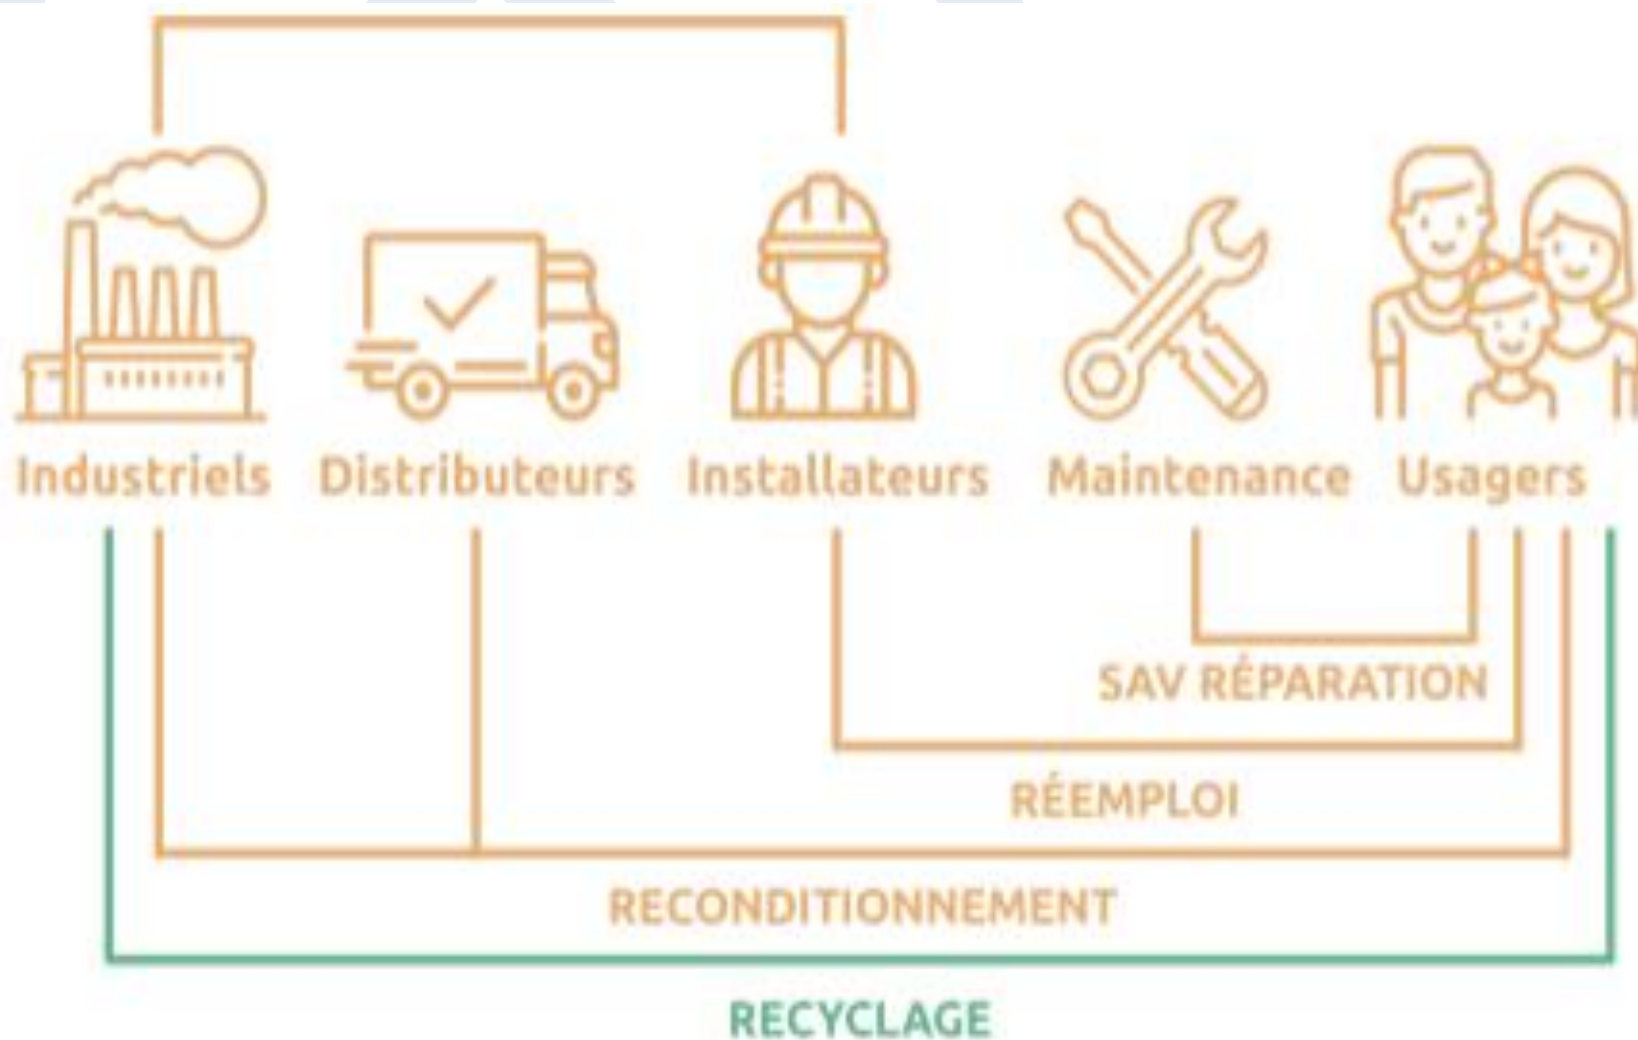 Industriels Distributeurs Installateurs Maintenance Usagers
SAV RÉPARATION
RÉEMPLOI
RECONDITIONNEMENT
RECYCLAGE